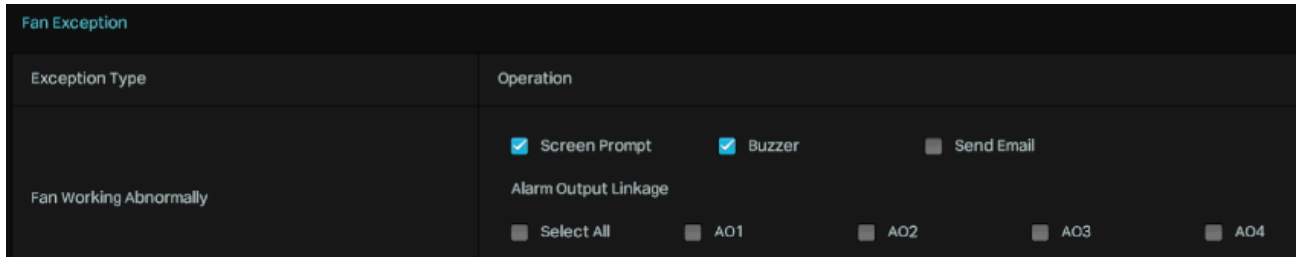 Fan Exception
Exception Type Operation
Screen Prompt Buzzer Send Email
Fan Working Abnormally
Alarm Output Linkage
Select All AO1 AO2 AO3 AO4